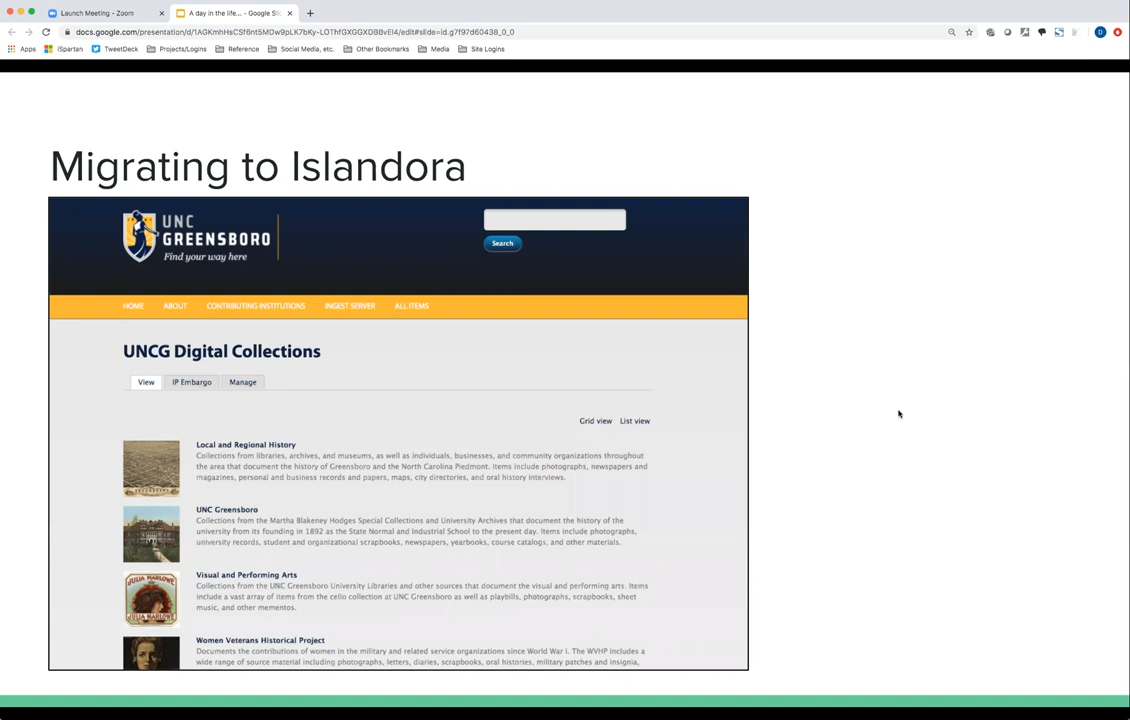 Launch Meeting - Zoom
A day in the life... - Google Sli
docs.google.com/presentation/d/1AGKmhHsCSf6nt5MDw9pLK7bKy-LOThfGXGGXDBBvEl4/edit#slide=id.g7f97d60438_0_0
Apps iSpartan TweetDeck Projects/Logins Reference Social Media, etc. Other Bookmarks Media Site Logins
D
Migrating to Islandora
UNC
GREENSBORO
Find your way here
Search
HOME ABOUT CONTRIBUTING INSTITUTIONS INGEST SERVER ALL ITEMS
UNCG Digital Collections
View IP Embargo Manage
Grid view List view
Local and Regional History
Collections from libraries, archives, and museums, as well as individuals, businesses, and community organizations throughout
the area that document the history of Greensboro and the North Carolina Piedmont. Items include photographs, newspapers and
magazines, personal and business records and papers, maps, city directories, and oral history interviews.
UNC Greensboro
Collections from the Martha Blakeney Hodges Special Collections and University Archives that document the history of the
university from its founding in 1892 as the State Normal and Industrial School to the present day. Items include photographs,
university records, student and organizational scrapbooks, newspapers, yearbooks, course catalogs, and other materials.
Visual and Performing Arts
Collections from the UNC Greensboro University Libraries and other sources that document the visual and performing arts. Items
include a vast array of items from the cello collection at UNC Greensboro as well as playbills, photographs, scrapbooks, sheet
music, and other mementos.
JULIA MARLOWE
JULIA MARLOWE
Women Veterans Historical Project
Documents the contributions of women in the military and related service organizations since World War I. The WVHP includes a
wide range of source material including photographs, letters, diaries, scrapbooks, oral histories, military patches and insignia,